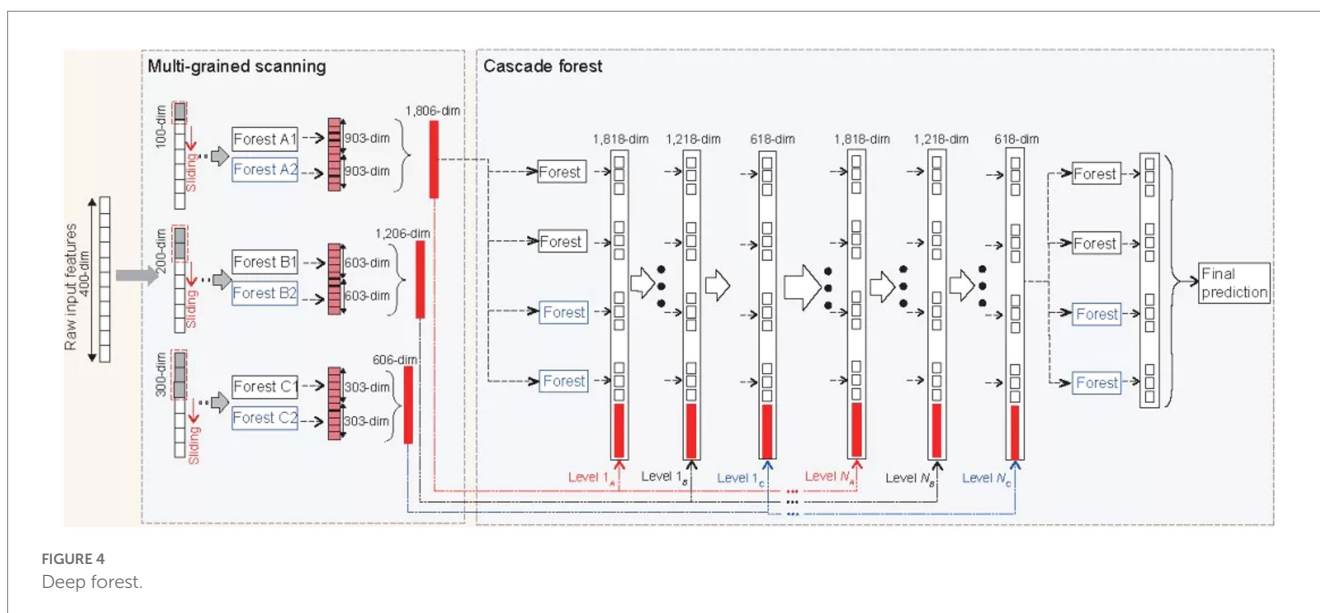 Multi-grained scanning
Cascade forest
Raw input features
400-dim
100-dim
Sliding
Forest A1
Forest A2
903-dim
903-dim
1,806-dim
200-dim
Sliding
Forest B1
Forest B2
603-dim
603-dim
1,206-dim
300-dim
Sliding
Forest C1
Forest C2
303-dim
303-dim
606-dim
Forest
Forest
Forest
Forest
1,818-dim
1,218-dim
618-dim
1,818-dim
1,218-dim
618-dim
Level 1A
Level 1B
Level 1C
Level NA
Level NB
Level NC
Forest
Forest
Forest
Forest
Final
prediction
FIGURE 4
Deep forest.